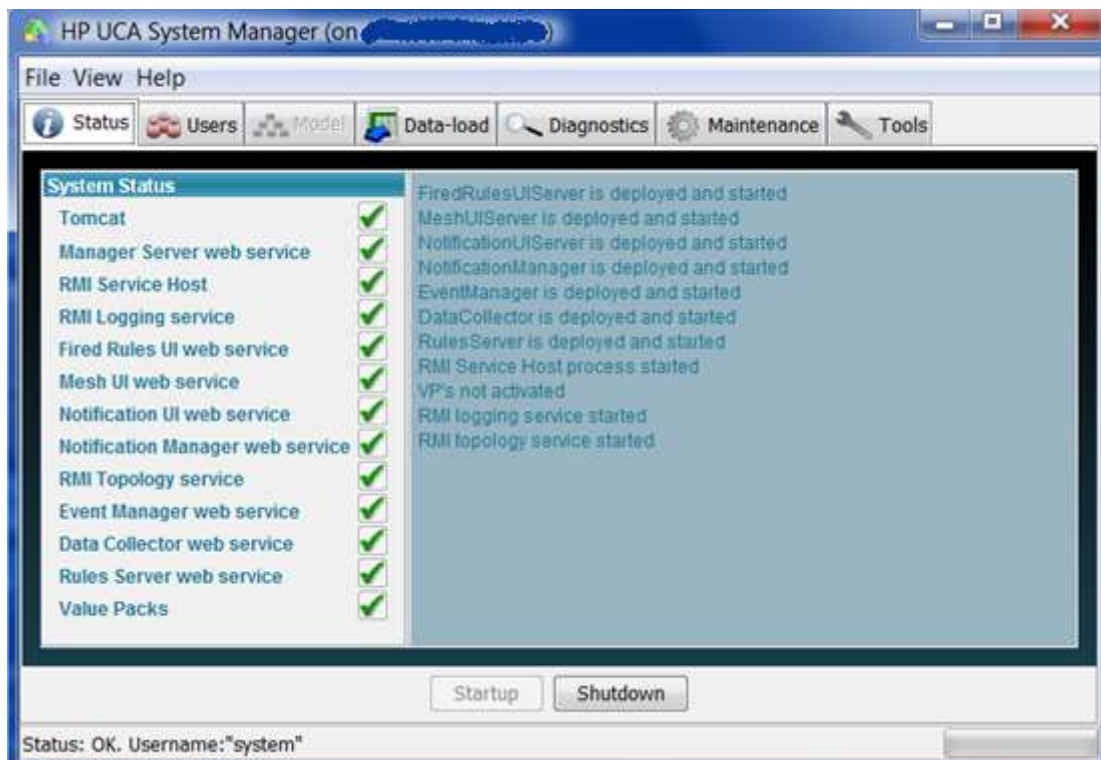 HP UCA System Manager (on )
File View Help
Status Users Model Data-load Diagnostics Maintenance Tools
System Status
Tomcat
Manager Server web service
RMI Service Host
RMI Logging service
Fired Rules UI web service
Mesh UI web service
Notification UI web service
Notification Manager web service
RMI Topology service
Event Manager web service
Data Collector web service
Rules Server web service
Value Packs
FiredRulesUIServer is deployed and started
MeshUIServer is deployed and started
NotificationUIServer is deployed and started
NotificationManager is deployed and started
EventManager is deployed and started
DataCollector is deployed and started
RulesServer is deployed and started
RMI Service Host process started
VP's not activated
RMI logging service started
RMI topology service started
Startup Shutdown
Status: OK. Username:"system"